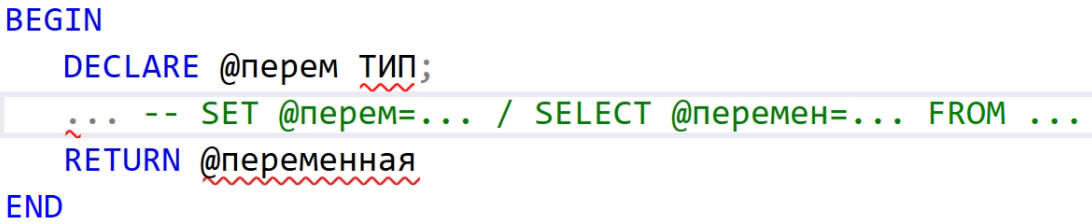 BEGIN
DECLARE @перем ТИП;
... -- SET @перем=... / SELECT @перемен=... FROM ...
RETURN @переменная
END